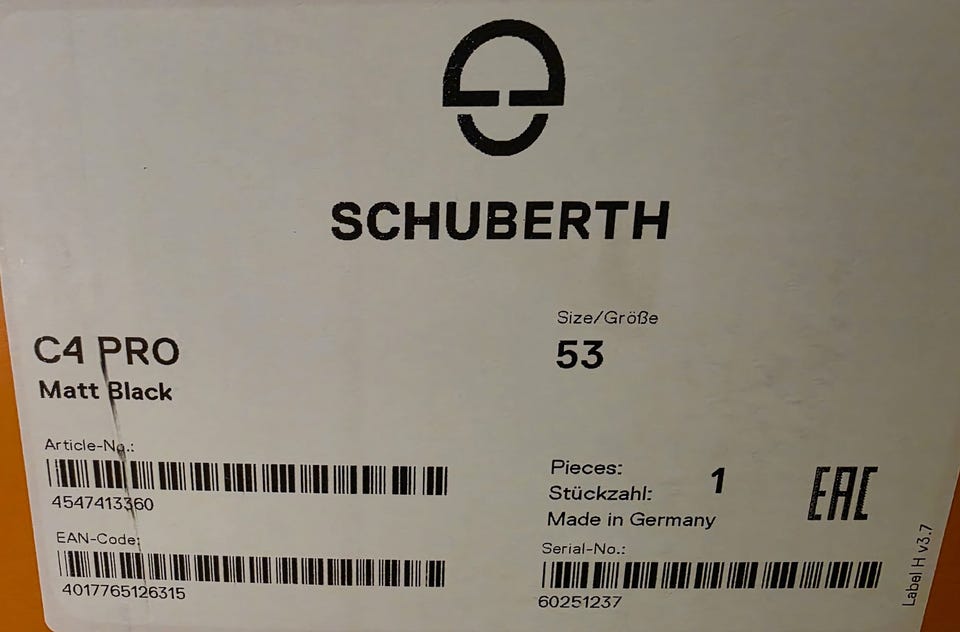 SCHUBERTH
Size/Größe
53
C4 PRO
Matt Black
Article-No.:
4547413360
EAN-Code:
4017765126315
Pieces:
Stückzahl:
1
Made in Germany
EAC
Serial-No.:
60251237
Label H v3.7